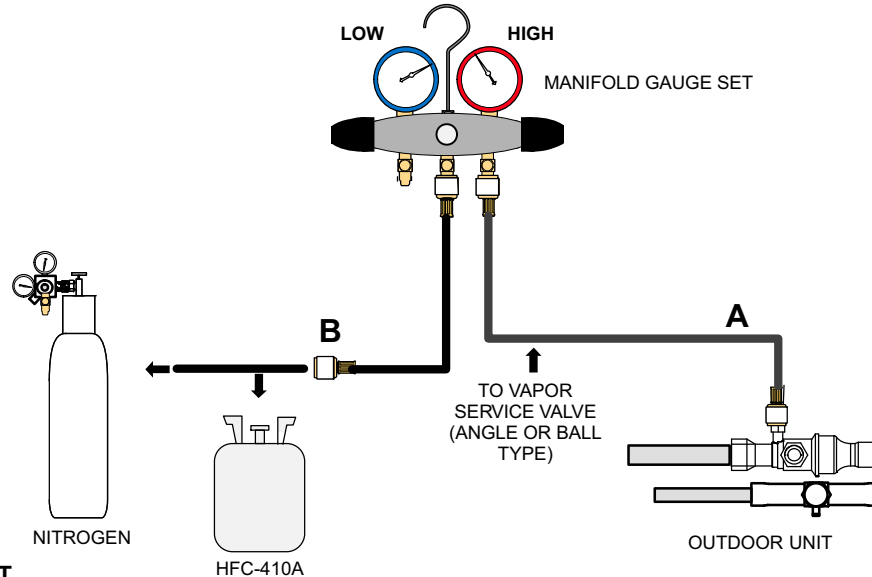 LOW
HIGH
MANIFOLD GAUGE SET
B
A
TO VAPOR
SERVICE VALVE
(ANGLE OR BALL
TYPE)
NITROGEN
HFC-410A
OUTDOOR UNIT
T